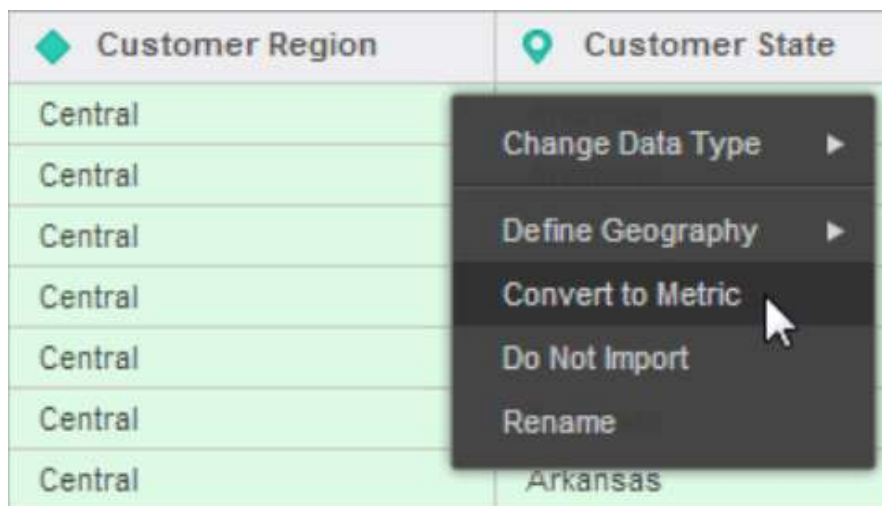 Customer Region Customer State
Central
Change Data Type
Central
Central Define Geography
Central Convert to Metric
Central Do Not Import
Central Rename
Central Arkansas